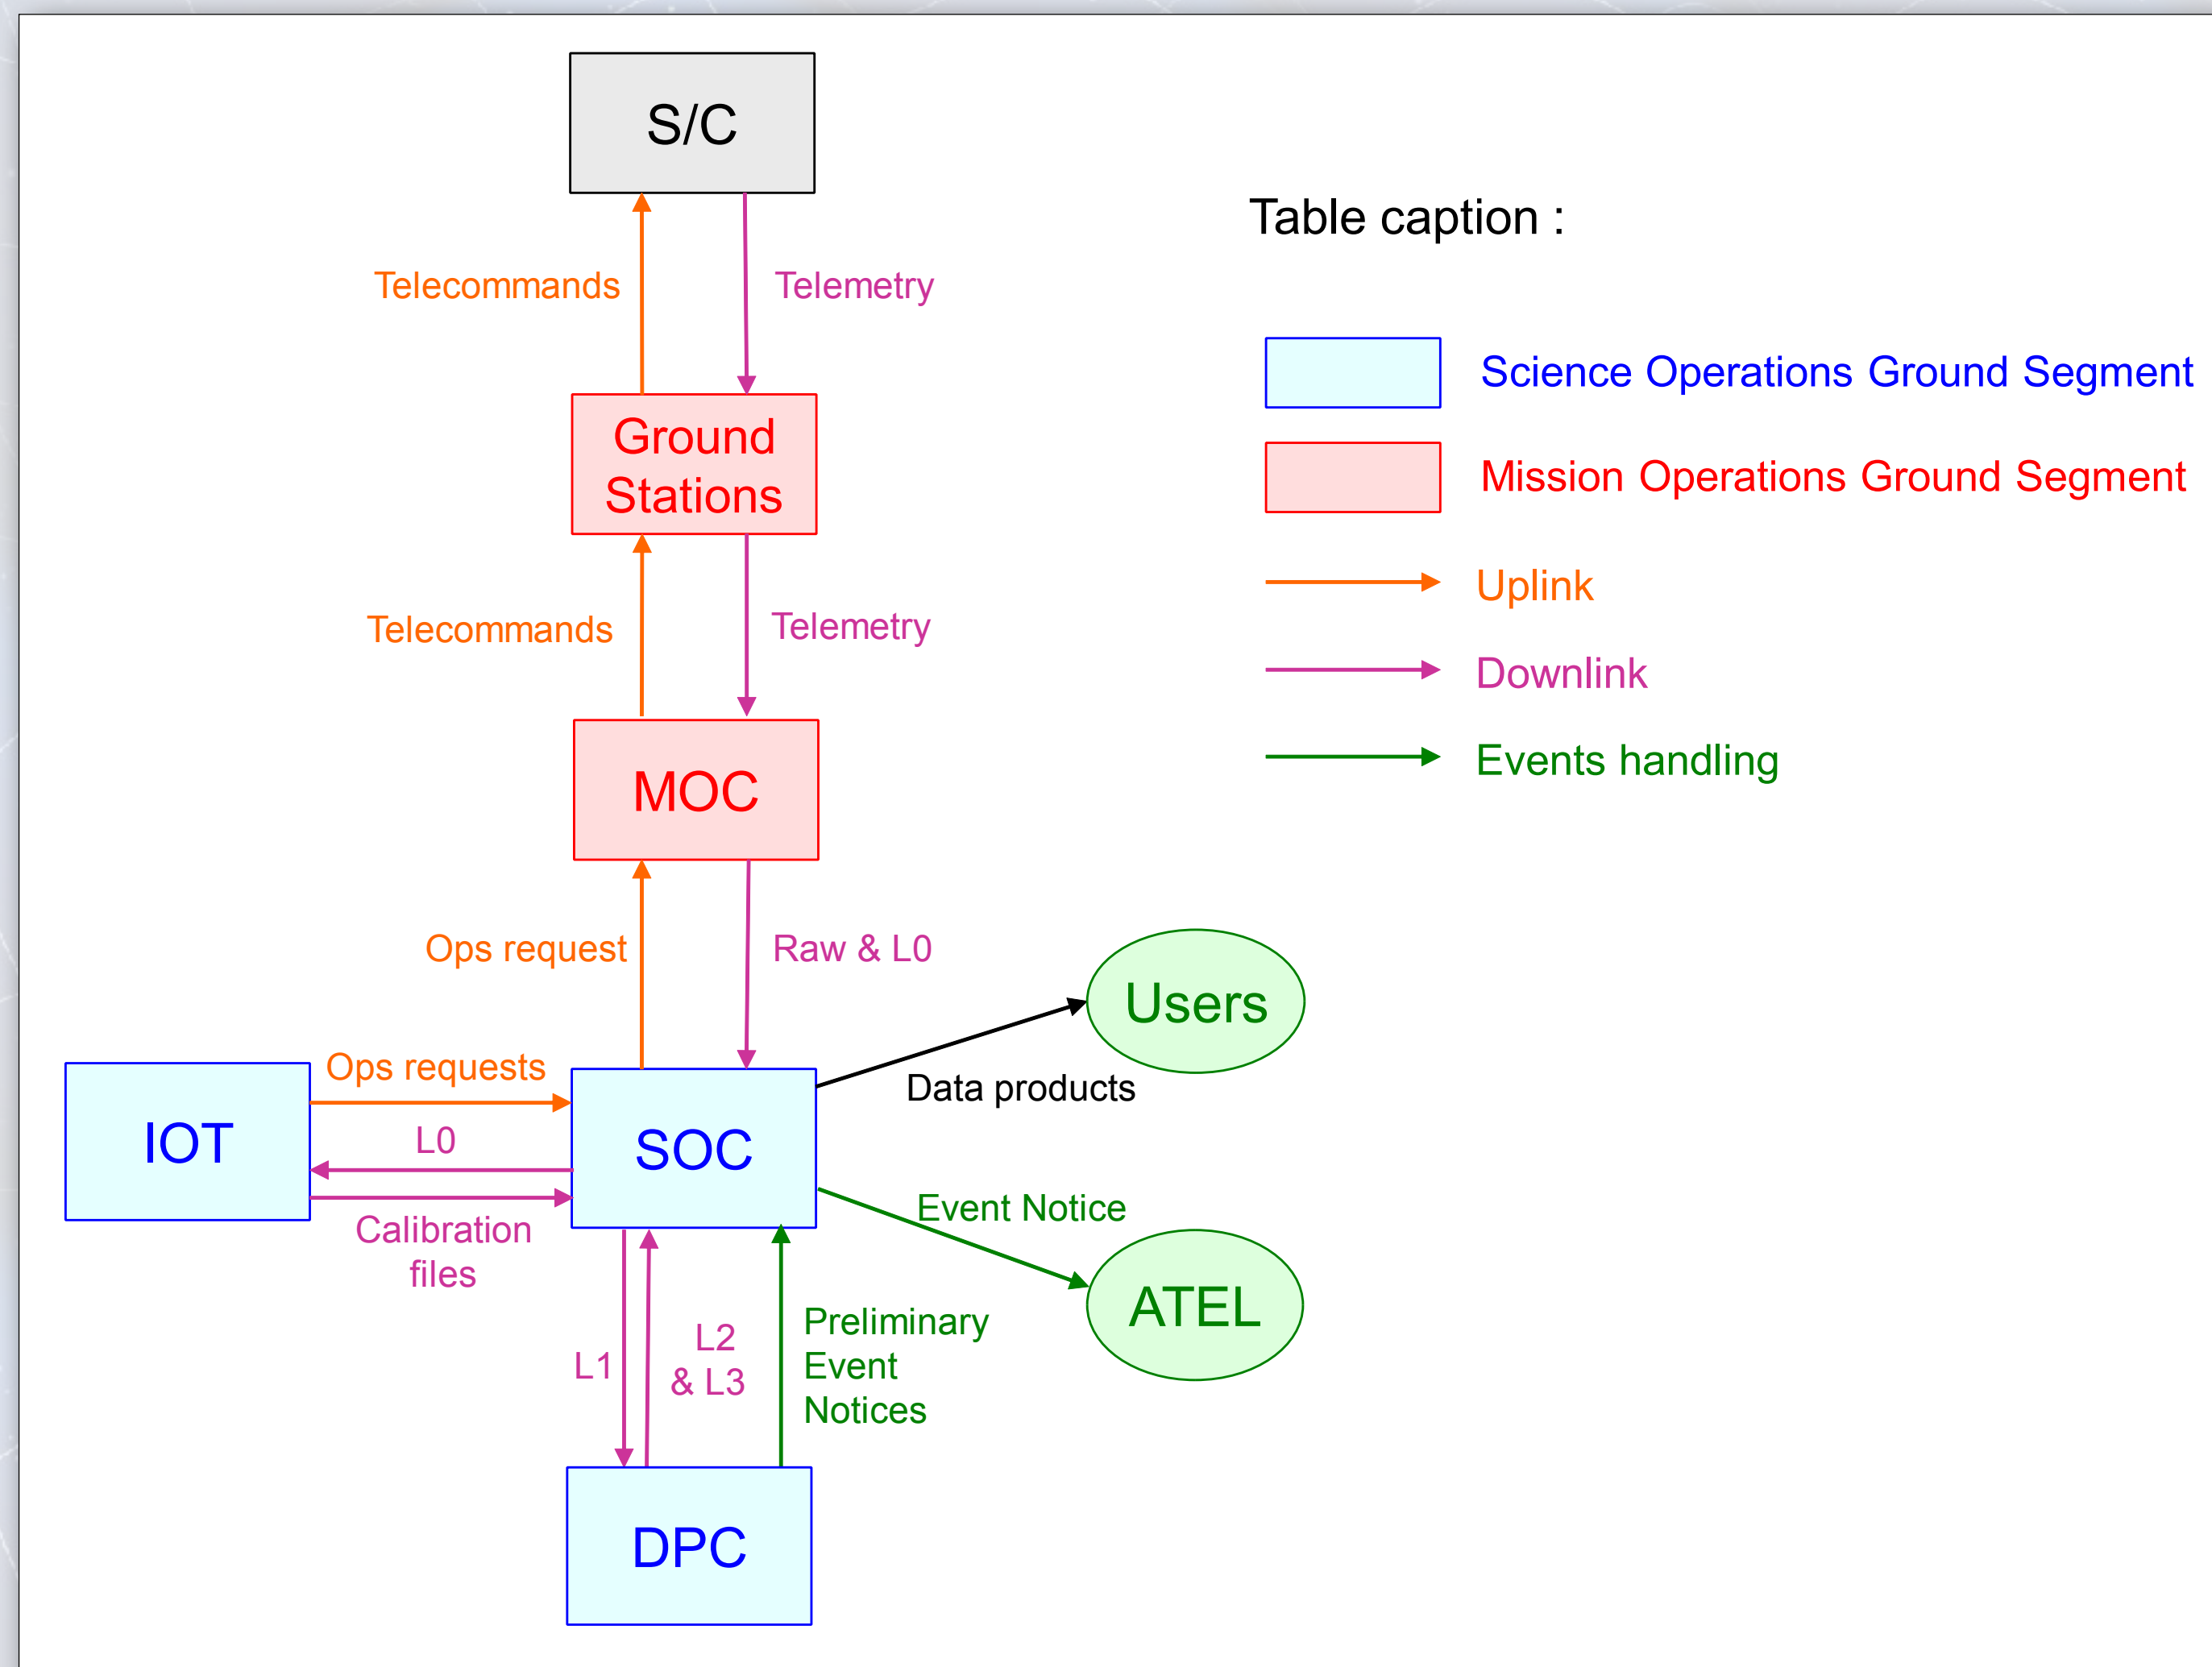 S/C
Table caption :
Telecommands
Telemetry
Science Operations Ground Segment
Ground
Stations
Mission Operations Ground Segment
Uplink
Telecommands
Telemetry
Downlink
Events handling
MOC
Ops request
Raw & L0
Users
Ops requests
Data products
IOT
L0
SOC
Calibration
files
Event Notice
ATEL
L1
L2
& L3
Preliminary
Event
Notices
DPC